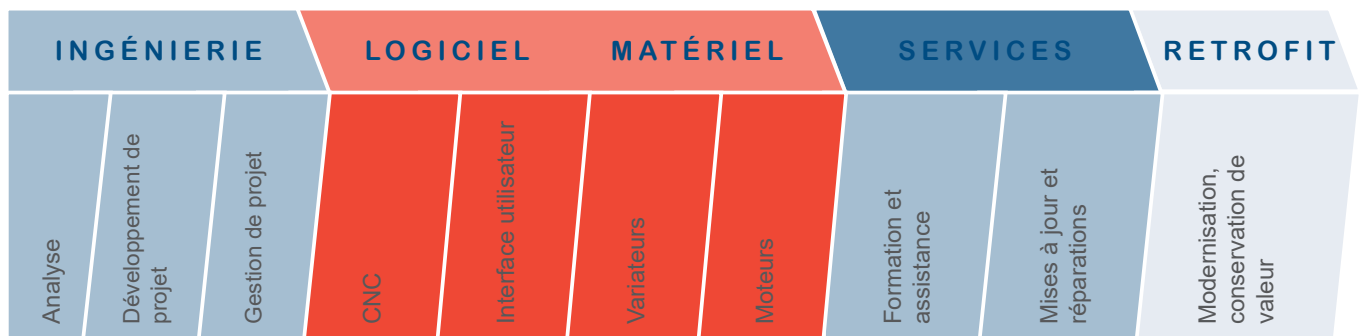 INGÉNIERIE
LOGICIEL
MATÉRIEL
SERVICES
RETROFIT
Analyse
Développement de
projet
Gestion de projet
CNC
Interface utilisateur
Variateurs
Moteurs
Formation et
assistance
Mises à jour et
réparations
Modernisation,
conservation de
valeur